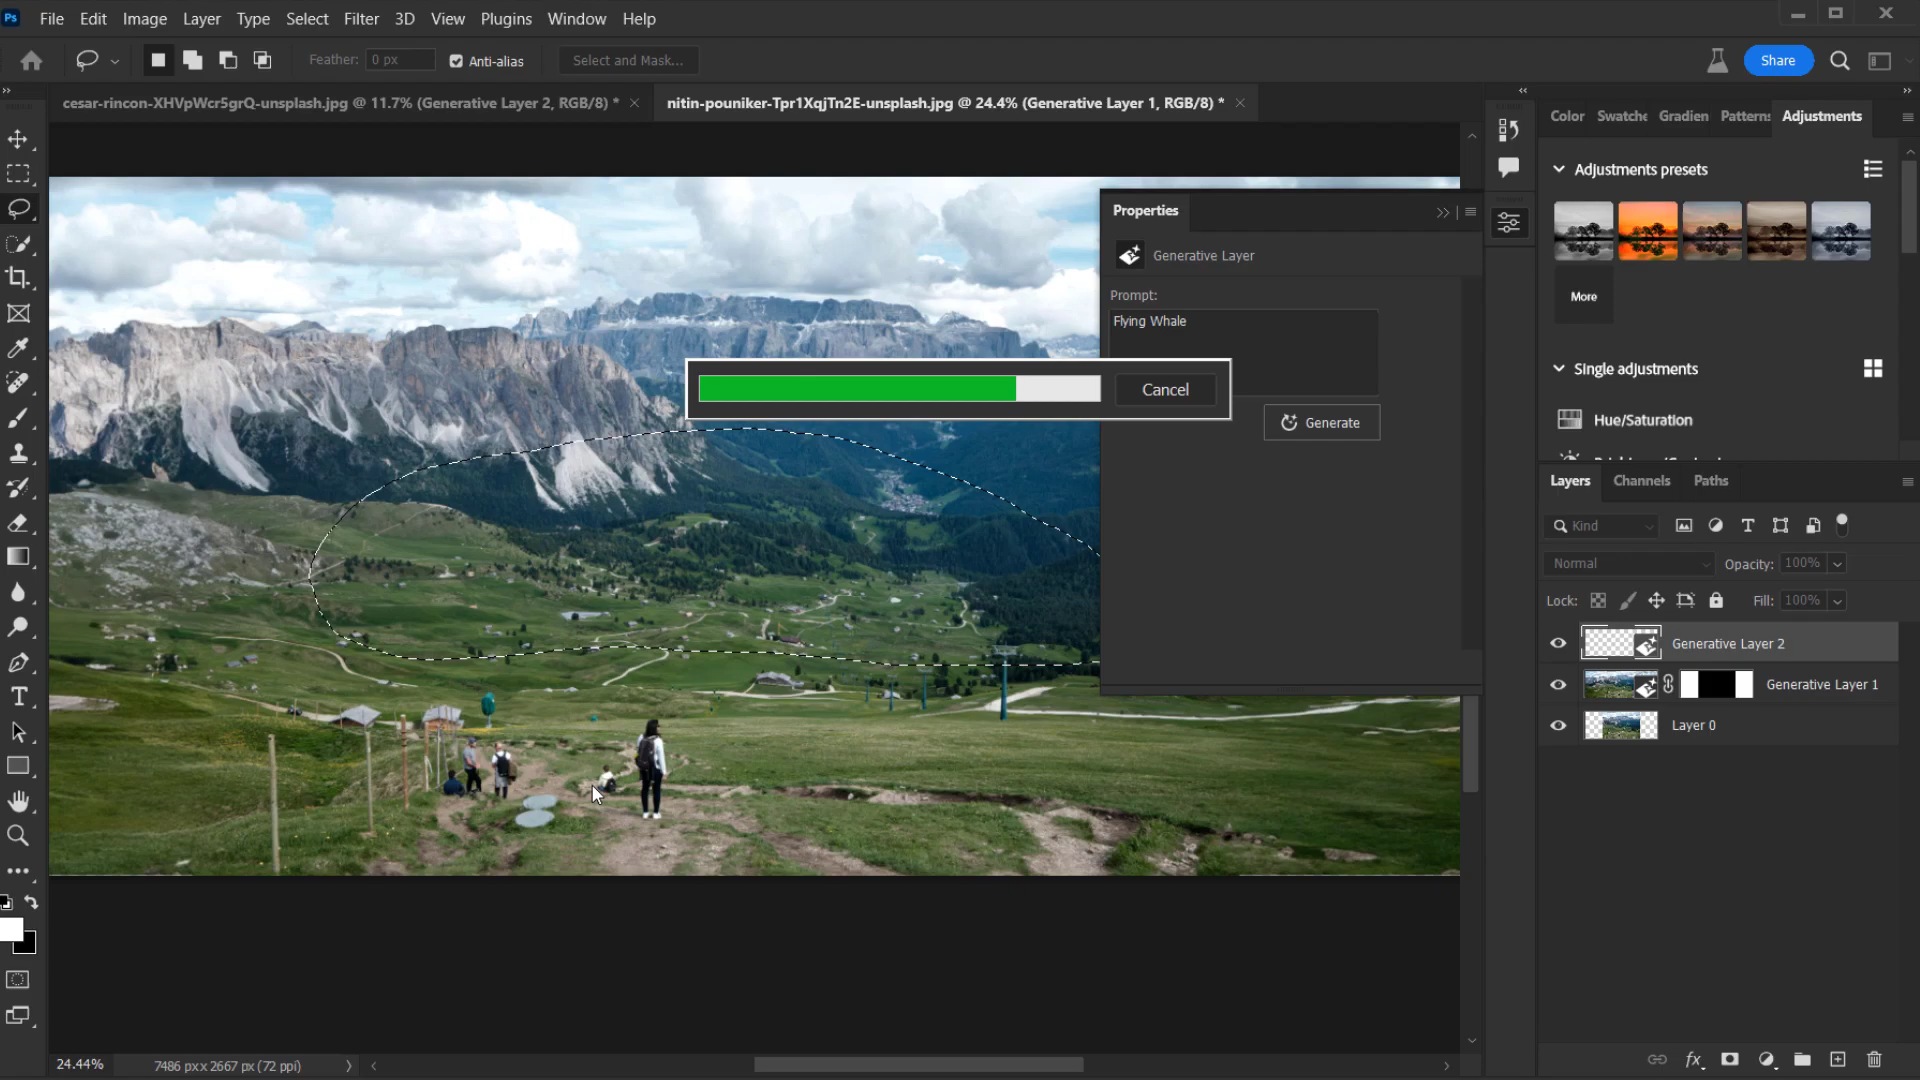 Ps File Edit Image Layer Type Select Filter 3D View Plugins Window Help
Feather: 0 px Anti-alias Select and Mask... Share
cesar-rincon-XHVpWcr5grQ-unsplash.jpg @ 11.7% (Generative Layer 2, RGB/8) * nitin-pouniker-Tpr1XqjTn2E-unsplash.jpg @ 24.4% (Generative Layer 1, RGB/8) *
Color Swatche Gradien Pattern Adjustments
Adjustments presets
More
Single adjustments
Hue/Saturation
Properties
Generative Layer
Prompt:
Flying Whale
Cancel
Generate
Layers Channels Paths
Kind
Normal Opacity: 100%
Lock: Fill: 100%
Generative Layer 2
Generative Layer 1
Layer 0
24.44% 7486 px x 2667 px (72 ppi)
fx